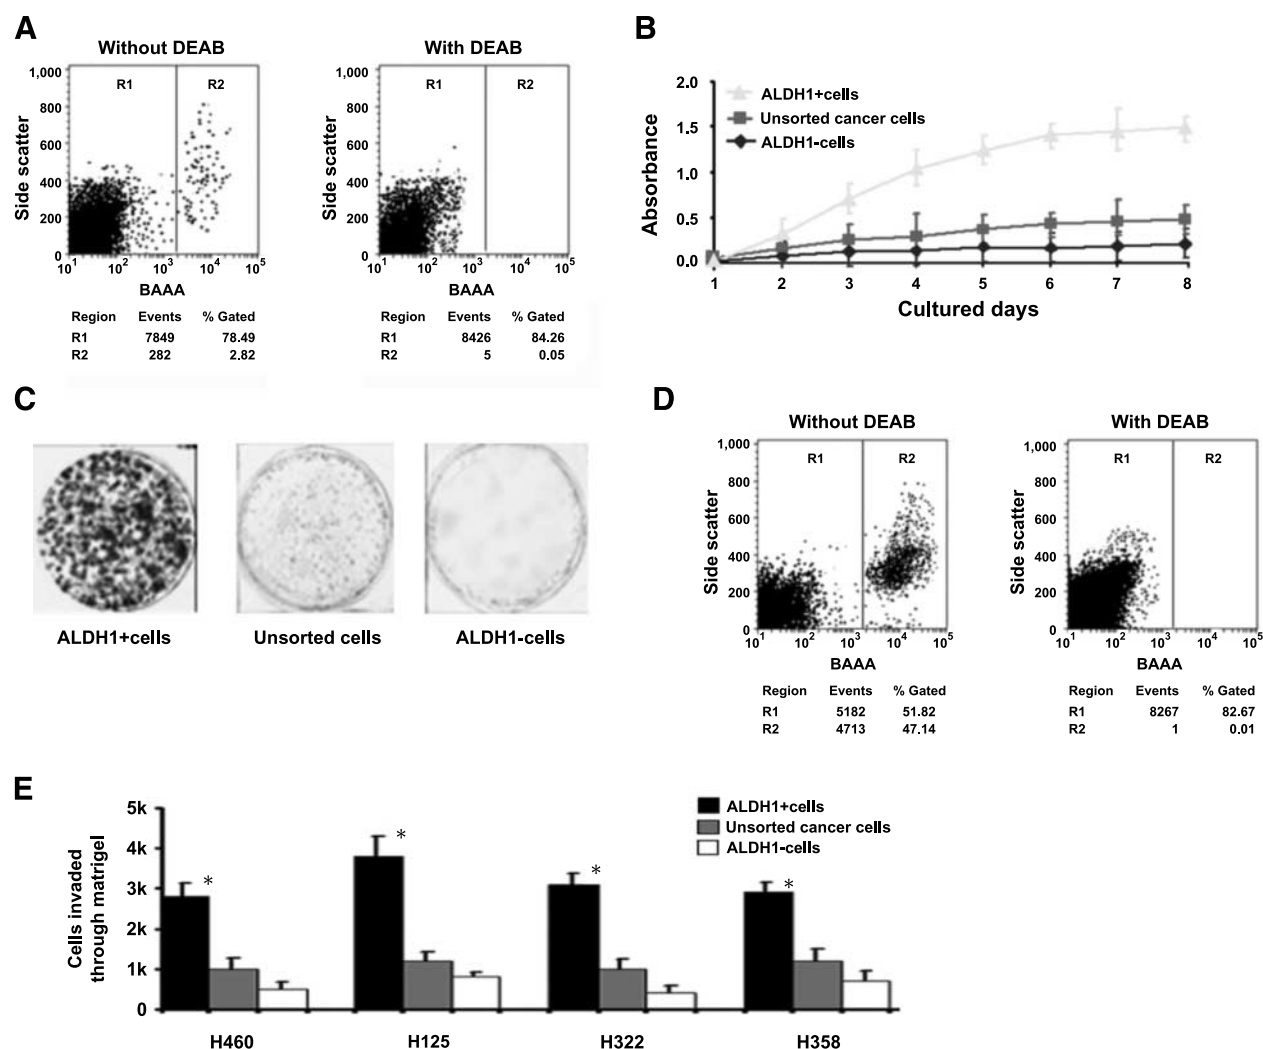 A
Without DEAB
1,000
800
600
400
200
0
Side scatter
R1 R2
10^1 10^2 10^3 10^4 10^5
BAAA
Region Events % Gated
R1 7849 78.49
R2 282 2.82
With DEAB
1,000
800
600
400
200
0
Side scatter
R1 R2
10^1 10^2 10^3 10^4 10^5
BAAA
Region Events % Gated
R1 8426 84.26
R2 5 0.05
B
2.0
1.5
1.0
0.5
0.0
Absorbance
ALDH1+cells
Unsorted cancer cells
ALDH1-cells
1 2 3 4 5 6 7 8
Cultured days
C
ALDH1+cells
Unsorted cells
ALDH1-cells
D
Without DEAB
1,000
800
600
400
200
0
Side scatter
R1 R2
10^1 10^2 10^3 10^4 10^5
BAAA
Region Events % Gated
R1 5182 51.82
R2 4713 47.14
With DEAB
1,000
800
600
400
200
0
Side scatter
R1 R2
10^1 10^2 10^3 10^4 10^5
BAAA
Region Events % Gated
R1 8267 82.67
R2 1 0.01
E
5k
4k
3k
2k
1k
0
Cells invaded
through matrigel
* * * *
ALDH1+cells
Unsorted cancer cells
ALDH1-cells
H460 H125 H322 H358